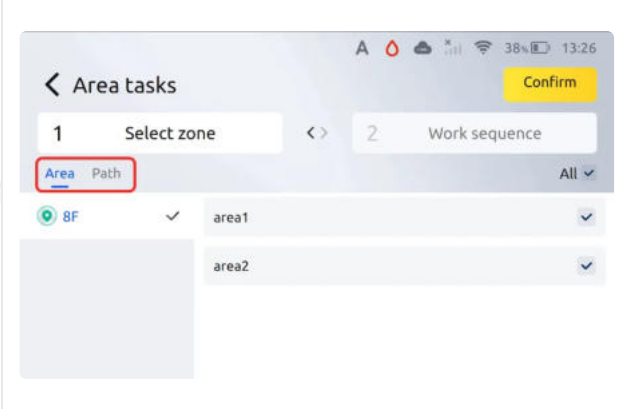 A 38% 13:26
Area tasks Confirm
1 Select zone <> 2 Work sequence
Area Path All
8F area1
area2